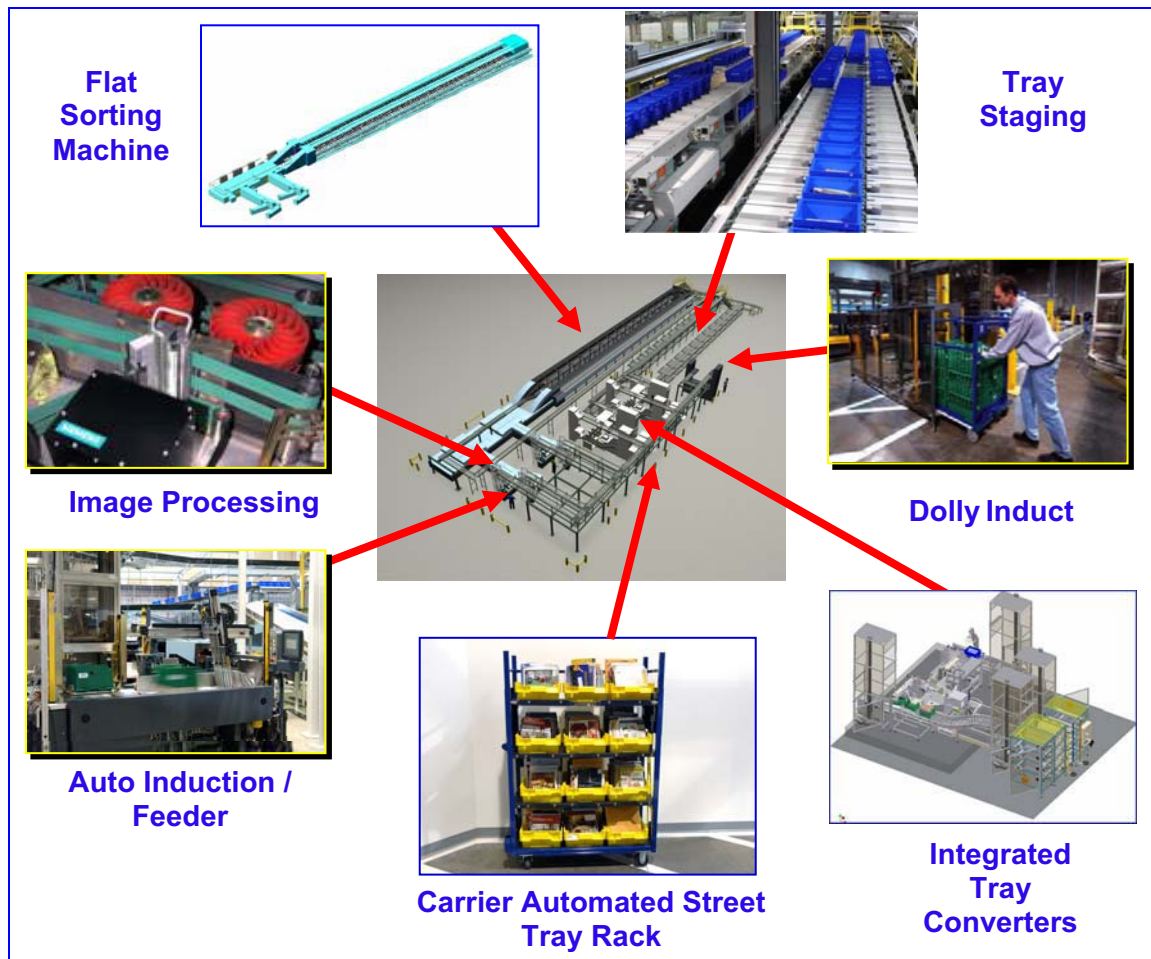 Flat
Sorting
Machine
Tray
Staging
SIEMENS
Image Processing
Dolly Induct
Auto Induction /
Feeder
Carrier Automated Street
Tray Rack
Integrated
Tray
Converters